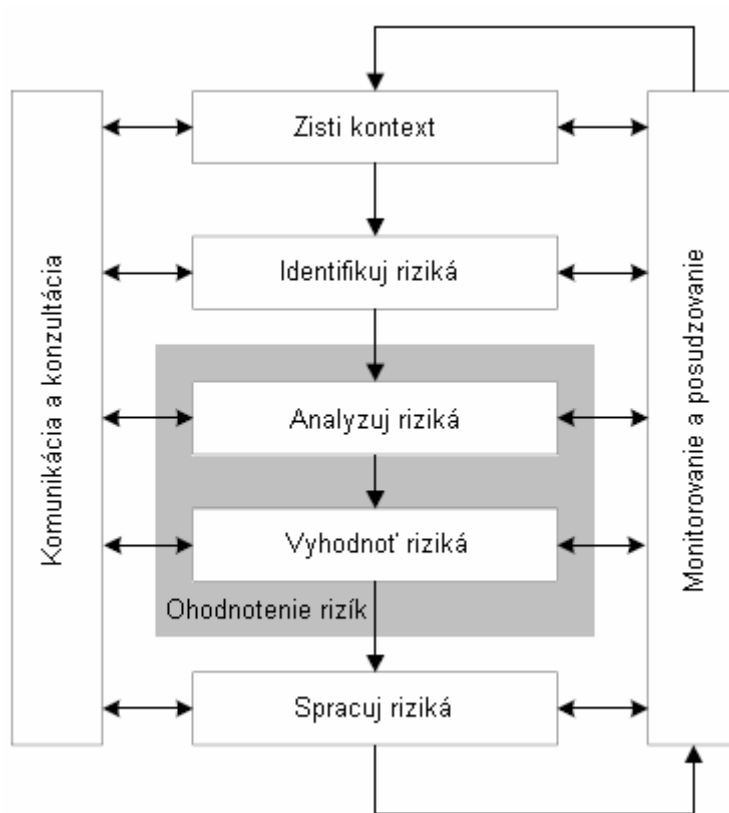 Zisti kontext
Identifikuj riziká
Analyzuj riziká
Vyhodnoť riziká
Ohodnotenie rizík
Spracuj riziká
Komunikácia a konzultácia
Monitorovanie a posudzovanie